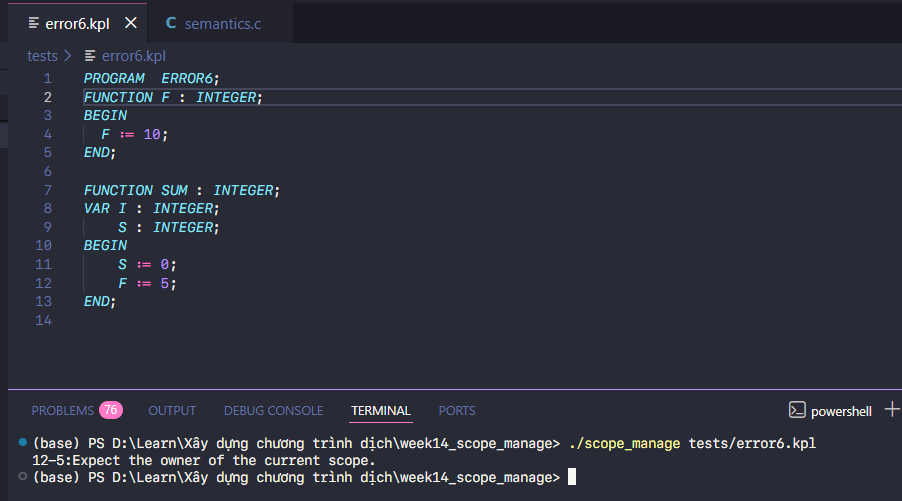 error6.kpl
C semantics.c
tests > error6.kpl
1 PROGRAM  ERROR6;
2 FUNCTION F : INTEGER;
3 BEGIN
4   F := 10;
5 END;
6
7 FUNCTION SUM : INTEGER;
8 VAR I : INTEGER;
9     S : INTEGER;
10 BEGIN
11     S := 0;
12     F := 5;
13 END;
14
PROBLEMS 76 OUTPUT DEBUG CONSOLE TERMINAL PORTS powershell
(base) PS D:\Learn\Xây dựng chương trình dịch\week14_scope_manage> ./scope_manage tests/error6.kpl
12-5:Expect the owner of the current scope.
(base) PS D:\Learn\Xây dựng chương trình dịch\week14_scope_manage>